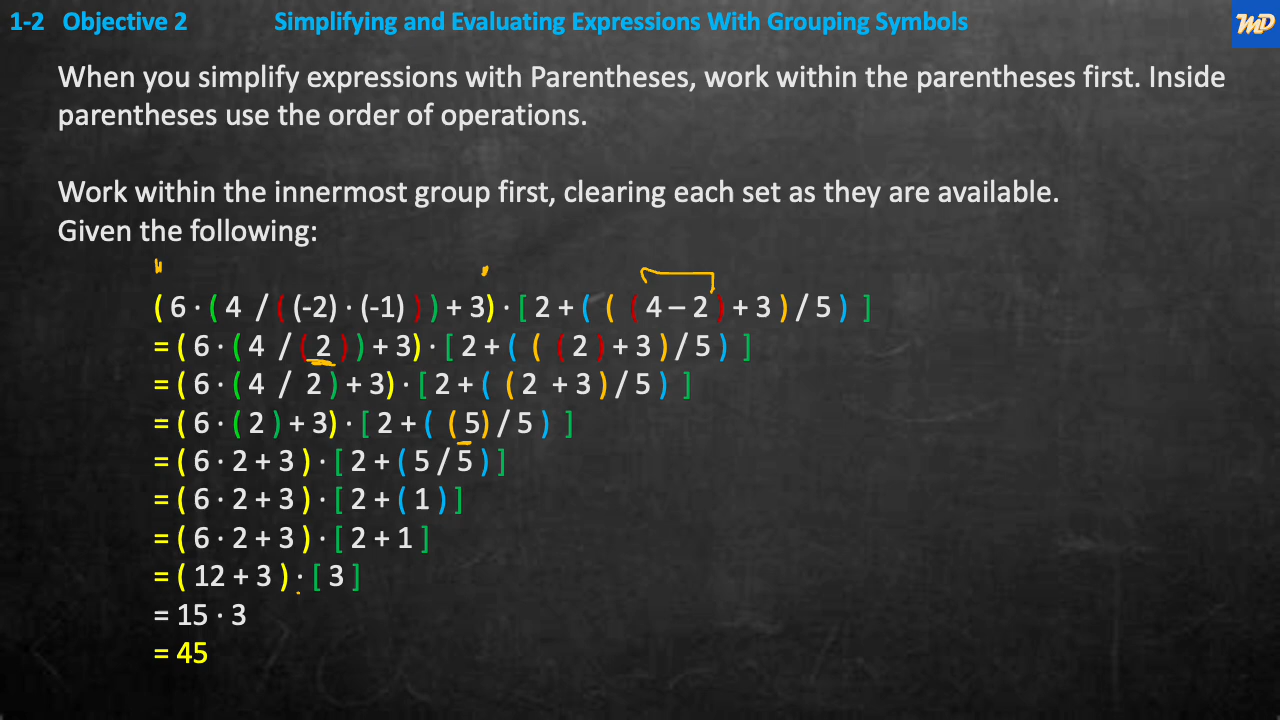 1-2 Objective 2 Simplifying and Evaluating Expressions With Grouping Symbols
MD
When you simplify expressions with Parentheses, work within the parentheses first. Inside
parentheses use the order of operations.
Work within the innermost group first, clearing each set as they are available.
Given the following:
( 6 · ( 4 / ( (-2) · (-1) ) ) + 3) · [ 2 + ( ( ( 4 – 2 ) + 3 ) / 5 ) ]
= ( 6 · ( 4 / ( 2 ) ) + 3) · [ 2 + ( ( ( 2 ) + 3 ) / 5 ) ]
= ( 6 · ( 4 / 2 ) + 3) · [ 2 + ( ( 2 + 3 ) / 5 ) ]
= ( 6 · ( 2 ) + 3) · [ 2 + ( ( 5) / 5 ) ]
= ( 6 · 2 + 3 ) · [ 2 + ( 5 / 5 ) ]
= ( 6 · 2 + 3 ) · [ 2 + ( 1 ) ]
= ( 6 · 2 + 3 ) · [ 2 + 1 ]
= ( 12 + 3 ) · [ 3 ]
= 15 · 3
= 45